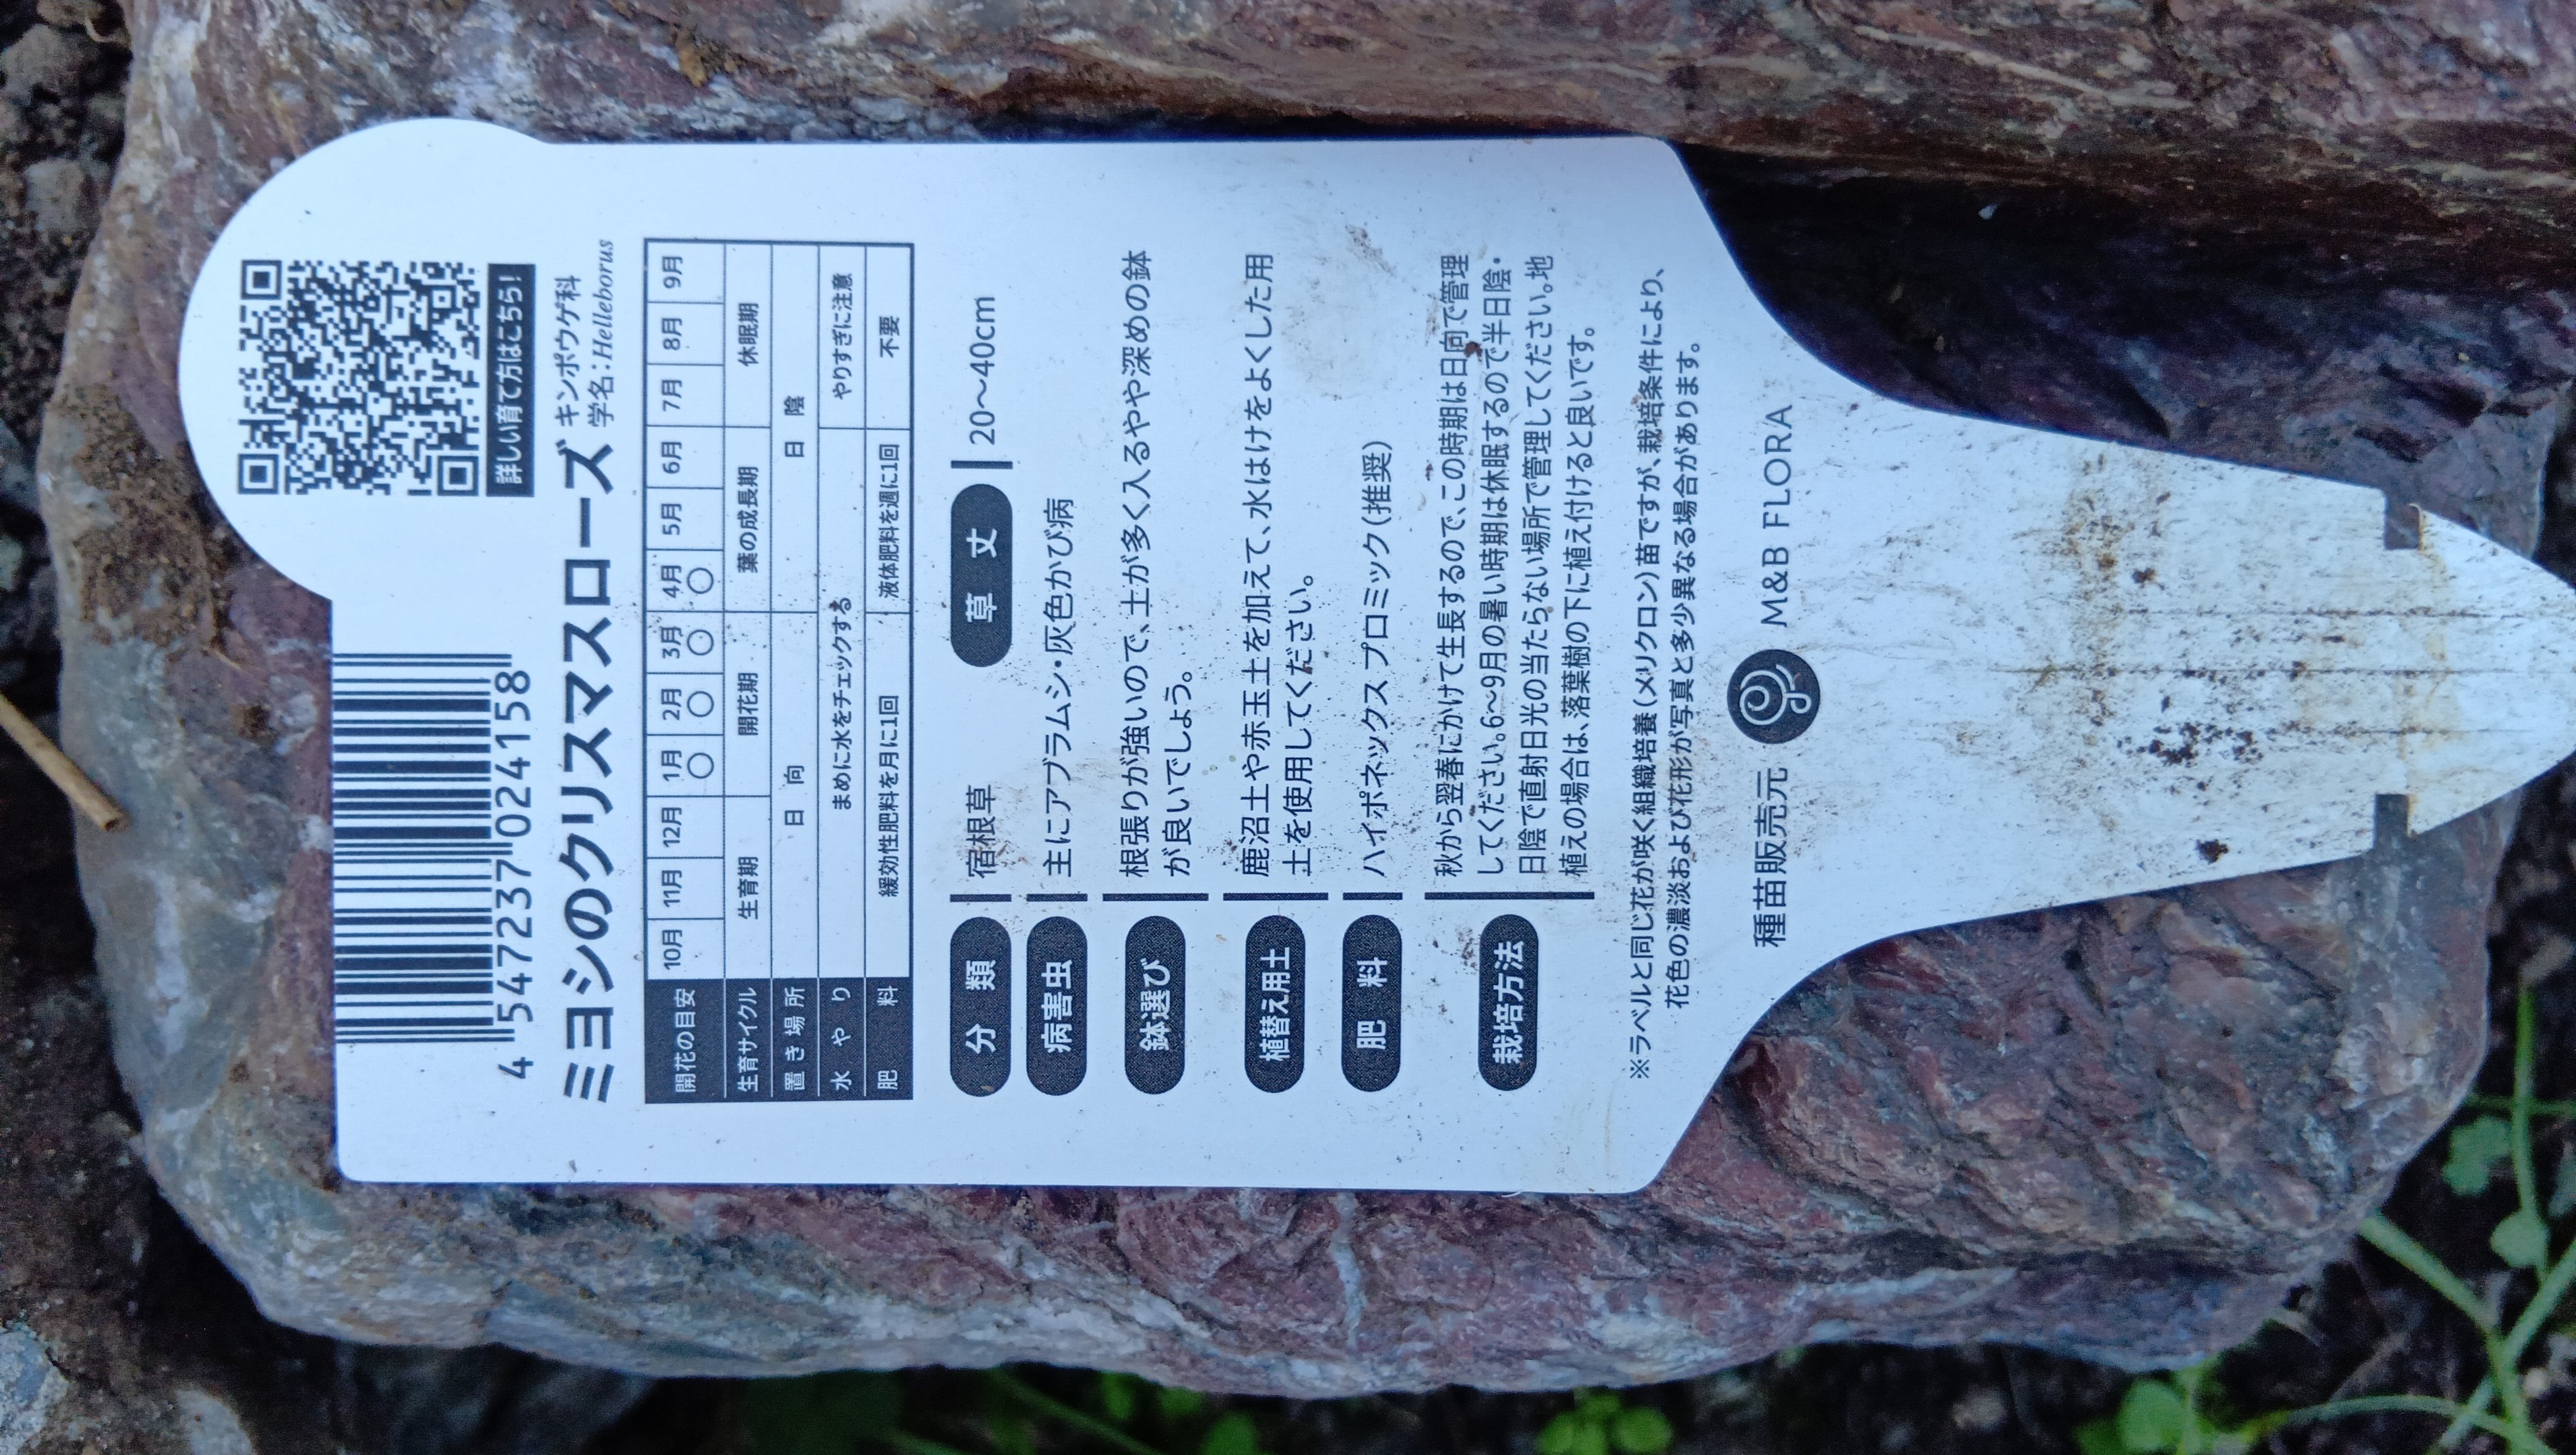 詳しい育て方はこちら!
4 547237 024158
ミヨシのクリスマスローズ
キンポウゲ科
学名:Helleborus
開花の目安 10月 11月 12月 1月 2月 3月 4月 5月 6月 7月 8月 9月
○ ○ ○ ○
生育サイクル 生育期 開花期 葉の成長期 休眠期
置き場所 日向 日陰
水やり まめに水をチェックする やりすぎに注意
肥料 緩効性肥料を月に1回 液体肥料を週に1回 不要
分類 宿根草 草丈 20〜40cm
病害虫 主にアブラムシ・灰色かび病
鉢選び 根張りが強いので、土が多く入るやや深めの鉢
が良いでしょう。
植替え用土 鹿沼土や赤玉土を加えて、水はけをよくした用
土を使用してください。
肥料 ハイポネックス プロミック(推奨)
栽培方法 秋から翌春にかけて生長するので、この時期は日向で管理
してください。6〜9月の暑い時期は休眠するので半日陰・
日陰で直射日光の当たらない場所で管理してください。地
植えの場合は、落葉樹の下に植え付けると良いです。
※ラベルと同じ花が咲く組織培養(メリクロン)苗ですが、栽培条件により、
花色の濃淡および花形が写真と多少異なる場合があります。
種苗販売元 M&B FLORA